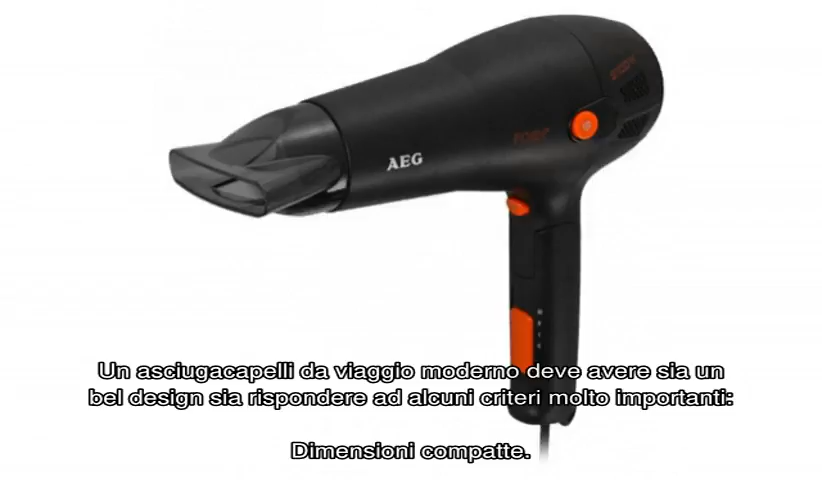 AEG
Un asciugacapelli da viaggio moderno deve avere sia un
bel design sia rispondere ad alcuni criteri molto importanti:
Dimensioni compatte.